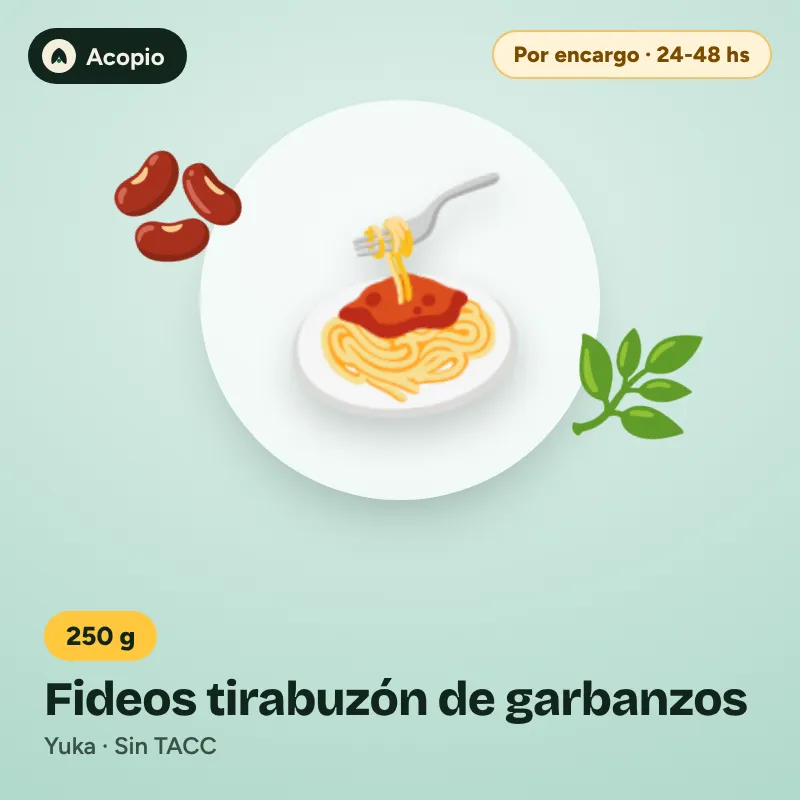 Acopio
Por encargo · 24-48 hs
250 g
Fideos tirabuzón de garbanzos
Yuka · Sin TACC